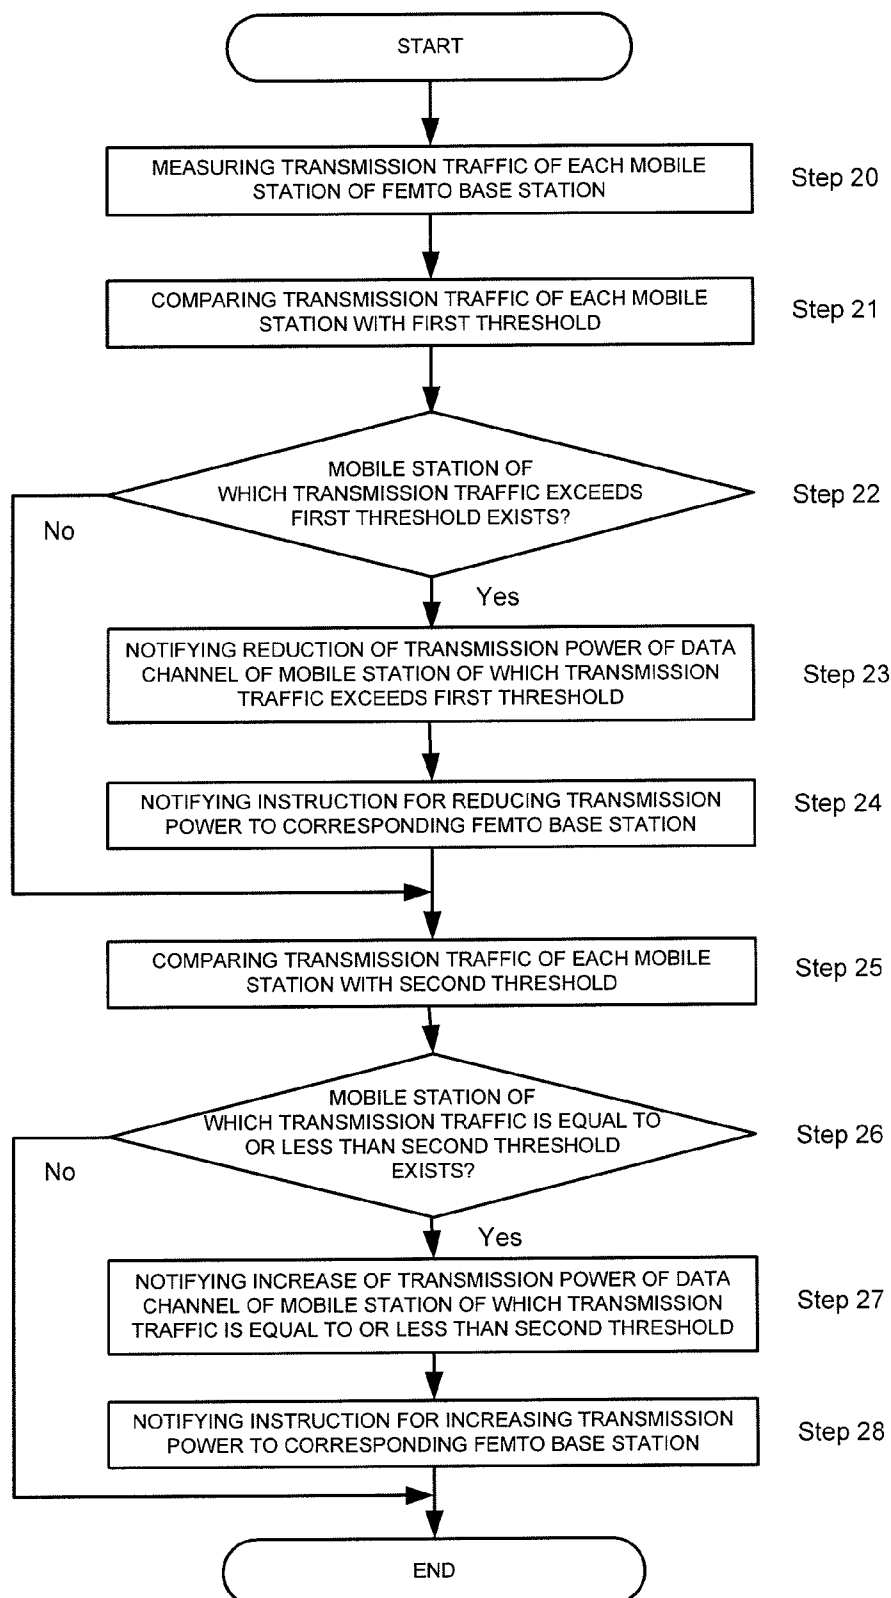 START
MEASURING TRANSMISSION TRAFFIC OF EACH MOBILE
STATION OF FEMTO BASE STATION
Step 20
COMPARING TRANSMISSION TRAFFIC OF EACH MOBILE
STATION WITH FIRST THRESHOLD
Step 21
MOBILE STATION OF
WHICH TRANSMISSION TRAFFIC EXCEEDS
FIRST THRESHOLD EXISTS?
Step 22
No
Yes
NOTIFYING REDUCTION OF TRANSMISSION POWER OF DATA
CHANNEL OF MOBILE STATION OF WHICH TRANSMISSION
TRAFFIC EXCEEDS FIRST THRESHOLD
Step 23
NOTIFYING INSTRUCTION FOR REDUCING TRANSMISSION
POWER TO CORRESPONDING FEMTO BASE STATION
Step 24
COMPARING TRANSMISSION TRAFFIC OF EACH MOBILE
STATION WITH SECOND THRESHOLD
Step 25
MOBILE STATION OF
WHICH TRANSMISSION TRAFFIC IS EQUAL TO
OR LESS THAN SECOND THRESHOLD
EXISTS?
Step 26
No
Yes
NOTIFYING INCREASE OF TRANSMISSION POWER OF DATA
CHANNEL OF MOBILE STATION OF WHICH TRANSMISSION
TRAFFIC IS EQUAL TO OR LESS THAN SECOND THRESHOLD
Step 27
NOTIFYING INSTRUCTION FOR INCREASING TRANSMISSION
POWER TO CORRESPONDING FEMTO BASE STATION
Step 28
END